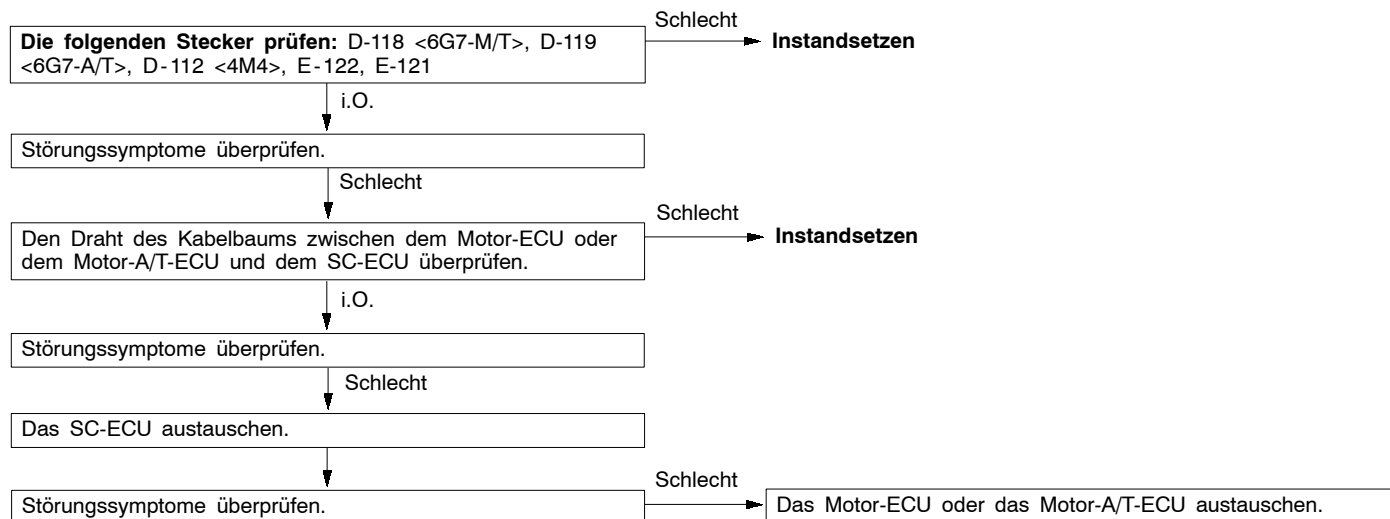 Schlecht
Die folgenden Stecker prüfen: D-118 <6G7-M/T>, D-119
<6G7-A/T>, D-112 <4M4>, E-122, E-121
Instandsetzen
i.O.
Störungssymptome überprüfen.
Schlecht
Schlecht
Den Draht des Kabelbaums zwischen dem Motor-ECU oder
dem Motor-A/T-ECU und dem SC-ECU überprüfen.
Instandsetzen
i.O.
Störungssymptome überprüfen.
Schlecht
Das SC-ECU austauschen.
Schlecht
Störungssymptome überprüfen.
Das Motor-ECU oder das Motor-A/T-ECU austauschen.